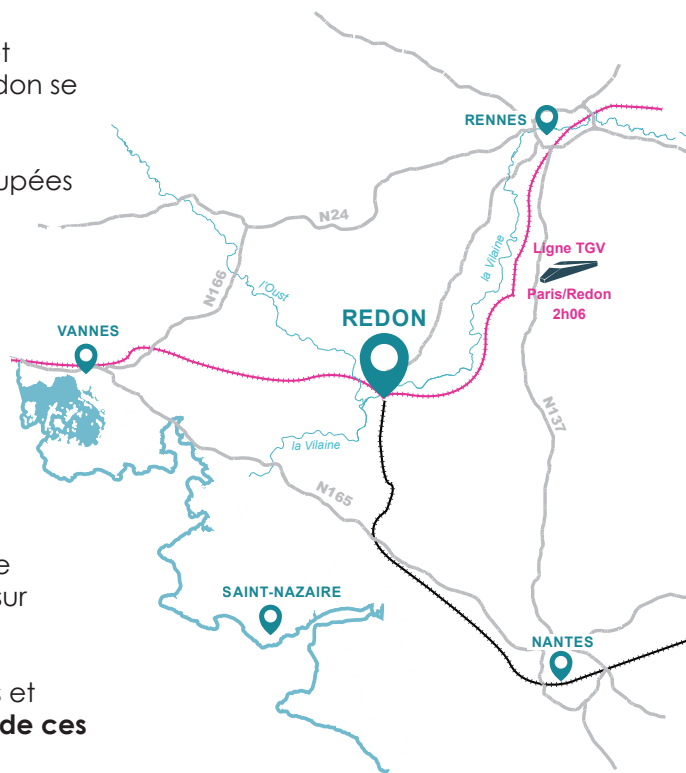 et
don se
upées
e
sur
s et
de ces
RENNES
N24
la Vilaine
Ligne TGV
Paris/Redon
2h06
N166
l'Oust
REDON
VANNES
N137
la Vilaine
N165
SAINT-NAZAIRE
NANTES